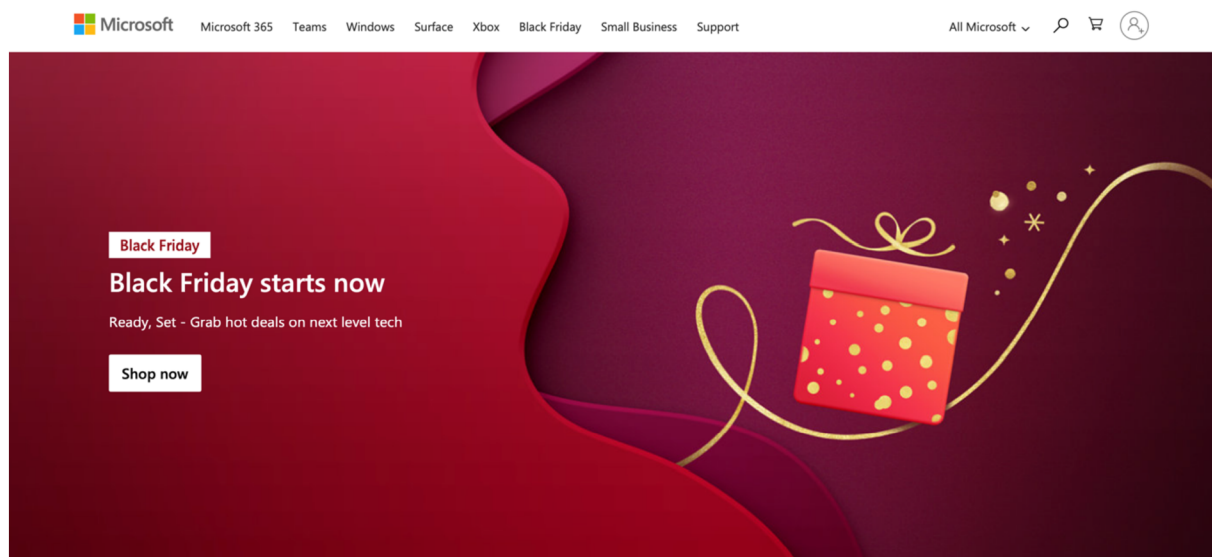 Microsoft Microsoft 365 Teams Windows Surface Xbox Black Friday Small Business Support All Microsoft
Black Friday
Black Friday starts now
Ready, Set - Grab hot deals on next level tech
Shop now